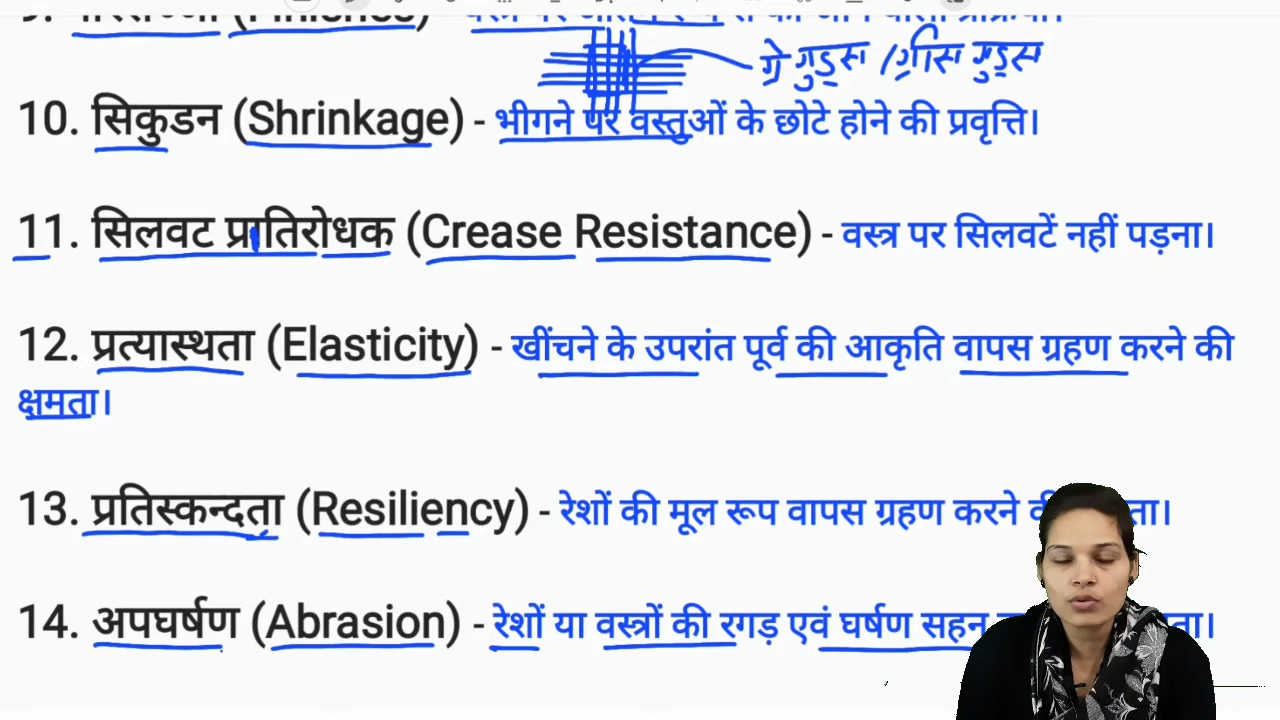 9. (Finishes)
ग्रे गुड्स / ग्रीस गुड्स
10. सिकुडन (Shrinkage) - भीगने पर वस्तुओं के छोटे होने की प्रवृत्ति।
11. सिलवट प्रातिरोधक (Crease Resistance) - वस्त्र पर सिलवटें नहीं पड़ना।
12. प्रत्यास्थता (Elasticity) - खींचने के उपरांत पूर्व की आकृति वापस ग्रहण करने की
क्षमता।
13. प्रतिस्कन्दता (Resiliency) - रेशों की मूल रूप वापस ग्रहण करने
14. अपघर्षण (Abrasion) - रेशों या वस्त्रों की रगड़ एवं घर्षण सहन